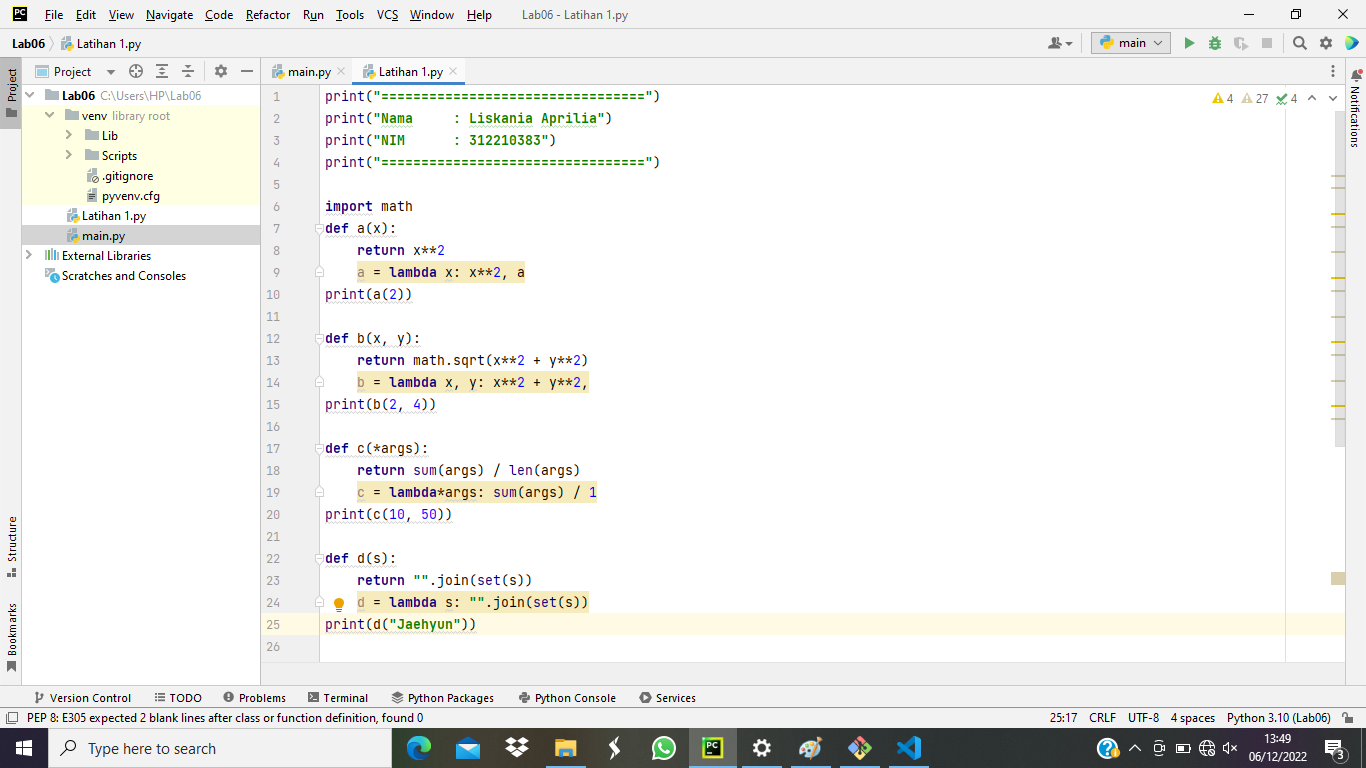 File Edit View Navigate Code Refactor Run Tools VCS Window Help Lab06 - Latihan 1.py
Lab06 Latihan 1.py main
Project
Project
main.py Latihan 1.py
Lab06 C:\Users\HP\Lab06
venv library root
Lib
Scripts
.gitignore
pyvenv.cfg
Latihan 1.py
main.py
External Libraries
Scratches and Consoles
4 27 4
1 print("=================================")
2 print("Nama     : Liskania Aprilia")
3 print("NIM      : 312210383")
4 print("=================================")
5
6 import math
7 def a(x):
8     return x**2
9     a = lambda x: x**2, a
10 print(a(2))
11
12 def b(x, y):
13     return math.sqrt(x**2 + y**2)
14     b = lambda x, y: x**2 + y**2,
15 print(b(2, 4))
16
17 def c(*args):
18     return sum(args) / len(args)
19     c = lambda*args: sum(args) / 1
20 print(c(10, 50))
21
22 def d(s):
23     return "".join(set(s))
24     d = lambda s: "".join(set(s))
25 print(d("Jaehyun"))
26
Notifications
Structure
Bookmarks
Version Control TODO Problems Terminal Python Packages Python Console Services
PEP 8: E305 expected 2 blank lines after class or function definition, found 0 25:17 CRLF UTF-8 4 spaces Python 3.10 (Lab06)
Type here to search
PC
13:49
06/12/2022
3